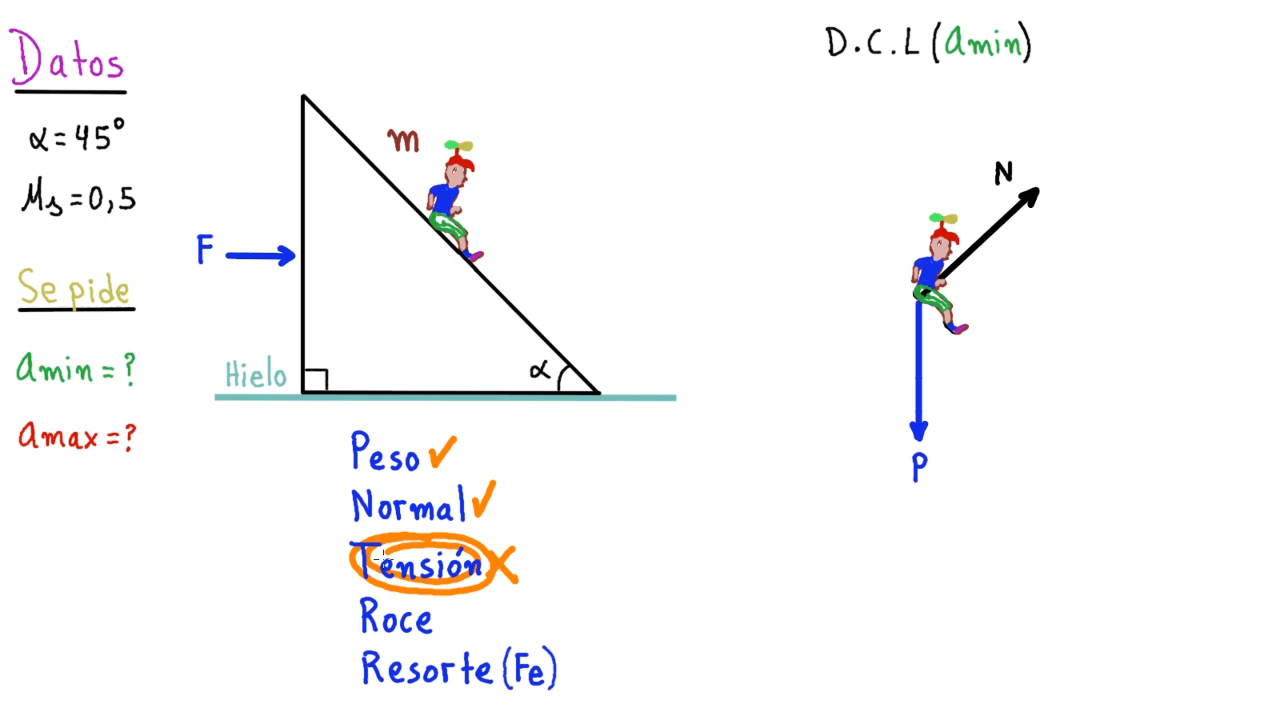 Datos
α = 45°
μs = 0,5
Se pide
amin = ?
amax = ?
m
F
Hielo
α
Peso ✓
Normal ✓
Tensión X
Roce
Resorte (Fe)
D.C.L (amin)
N
P